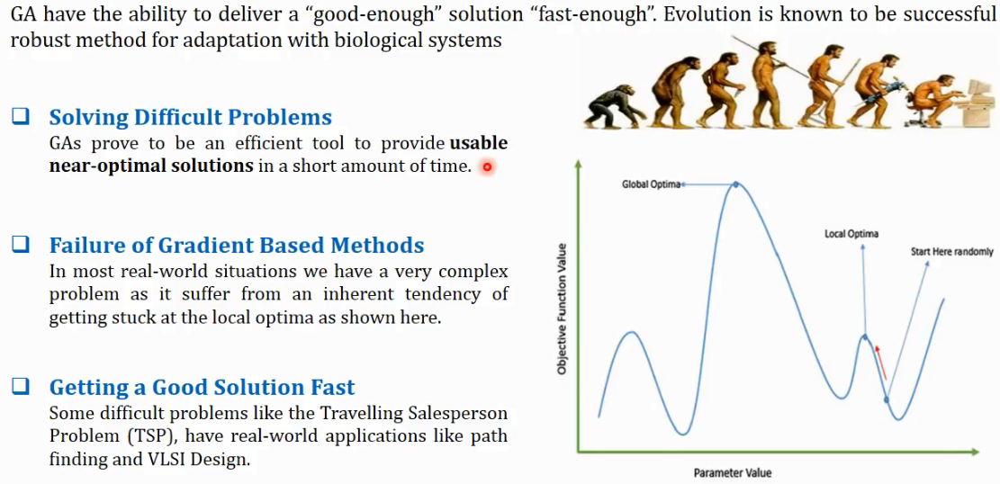 GA have the ability to deliver a “good-enough” solution “fast-enough”. Evolution is known to be successful
robust method for adaptation with biological systems
Solving Difficult Problems
GAs prove to be an efficient tool to provide usable
near-optimal solutions in a short amount of time.
Failure of Gradient Based Methods
In most real-world situations we have a very complex
problem as it suffer from an inherent tendency of
getting stuck at the local optima as shown here.
Getting a Good Solution Fast
Some difficult problems like the Travelling Salesperson
Problem (TSP), have real-world applications like path
finding and VLSI Design.
Global Optima
Local Optima
Start Here randomly
Objective Function Value
Parameter Value